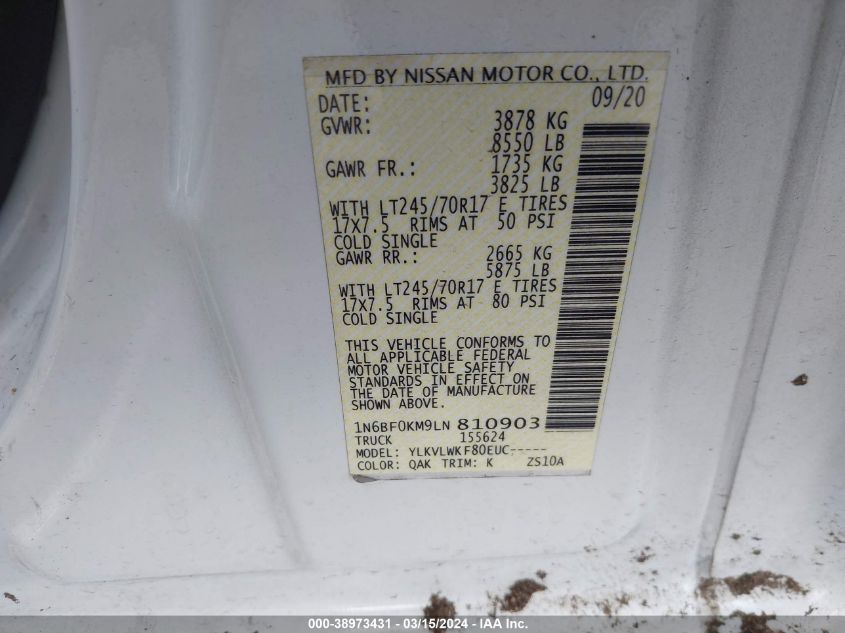 MFD BY NISSAN MOTOR CO., LTD.
DATE: 09/20
GVWR: 3878 KG
8550 LB
GAWR FR.: 1735 KG
3825 LB
WITH LT245/70R17 E TIRES
17X7.5 RIMS AT 50 PSI
COLD SINGLE
GAWR RR.: 2665 KG
5875 LB
WITH LT245/70R17 E TIRES
17X7.5 RIMS AT 80 PSI
COLD SINGLE
THIS VEHICLE CONFORMS TO
ALL APPLICABLE FEDERAL
MOTOR VEHICLE SAFETY
STANDARDS IN EFFECT ON
THE DATE OF MANUFACTURE
SHOWN ABOVE.
1N6BF0KM9LN 810903
TRUCK 155624
MODEL: YLKVLWKF80EUC-----
COLOR: QAK TRIM: K ZS10A
000-38973431 - 03/15/2024 - IAA Inc.